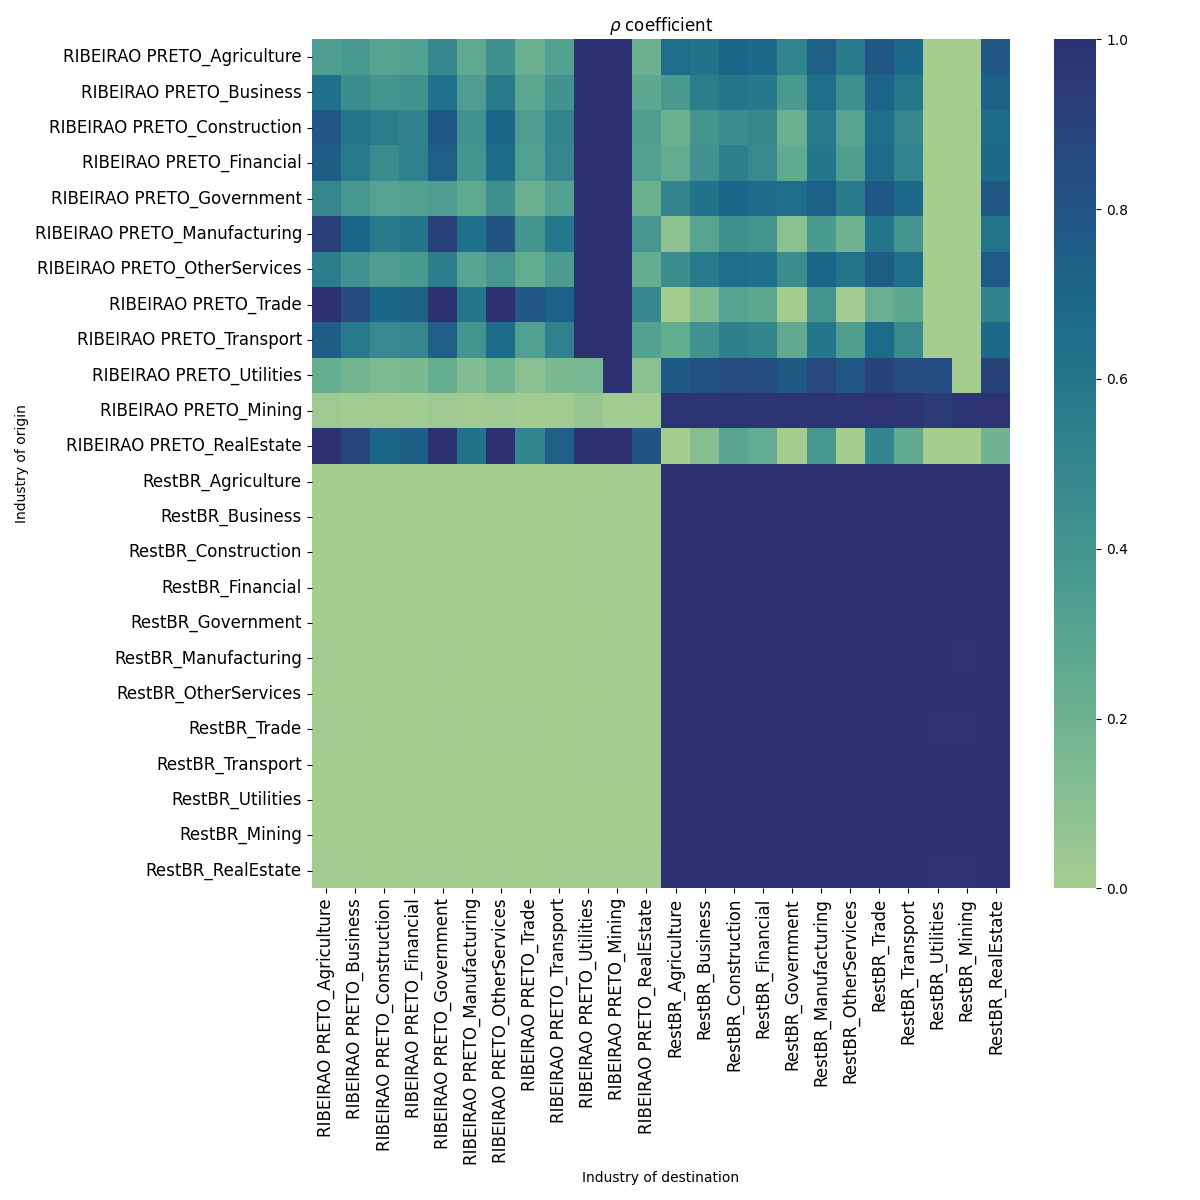 ρ coefficient
RIBEIRAO PRETO_Agriculture
RIBEIRAO PRETO_Business
RIBEIRAO PRETO_Construction
RIBEIRAO PRETO_Financial
RIBEIRAO PRETO_Government
RIBEIRAO PRETO_Manufacturing
RIBEIRAO PRETO_OtherServices
RIBEIRAO PRETO_Trade
RIBEIRAO PRETO_Transport
RIBEIRAO PRETO_Utilities
RIBEIRAO PRETO_Mining
RIBEIRAO PRETO_RealEstate
RestBR_Agriculture
RestBR_Business
RestBR_Construction
RestBR_Financial
RestBR_Government
RestBR_Manufacturing
RestBR_OtherServices
RestBR_Trade
RestBR_Transport
RestBR_Utilities
RestBR_Mining
RestBR_RealEstate
Industry of origin
RIBEIRAO PRETO_Agriculture
RIBEIRAO PRETO_Business
RIBEIRAO PRETO_Construction
RIBEIRAO PRETO_Financial
RIBEIRAO PRETO_Government
RIBEIRAO PRETO_Manufacturing
RIBEIRAO PRETO_OtherServices
RIBEIRAO PRETO_Trade
RIBEIRAO PRETO_Transport
RIBEIRAO PRETO_Utilities
RIBEIRAO PRETO_Mining
RIBEIRAO PRETO_RealEstate
RestBR_Agriculture
RestBR_Business
RestBR_Construction
RestBR_Financial
RestBR_Government
RestBR_Manufacturing
RestBR_OtherServices
RestBR_Trade
RestBR_Transport
RestBR_Utilities
RestBR_Mining
RestBR_RealEstate
Industry of destination
1.0
0.8
0.6
0.4
0.2
0.0